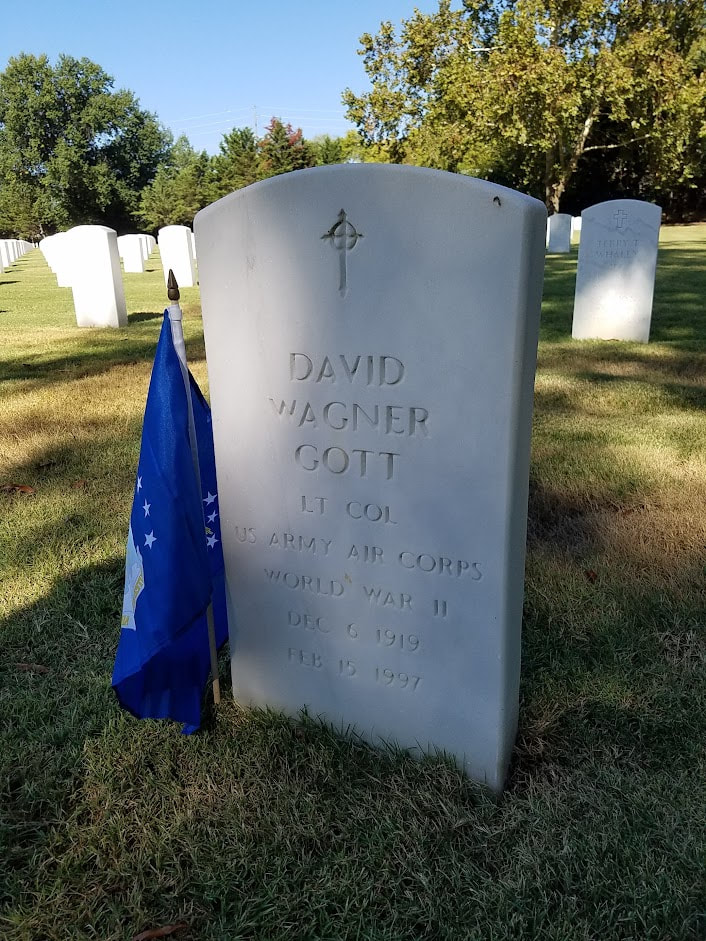 DAVID
WAGNER
GOTT
LT COL
US ARMY AIR CORPS
WORLD WAR II
DEC 6 1919
FEB 15 1997